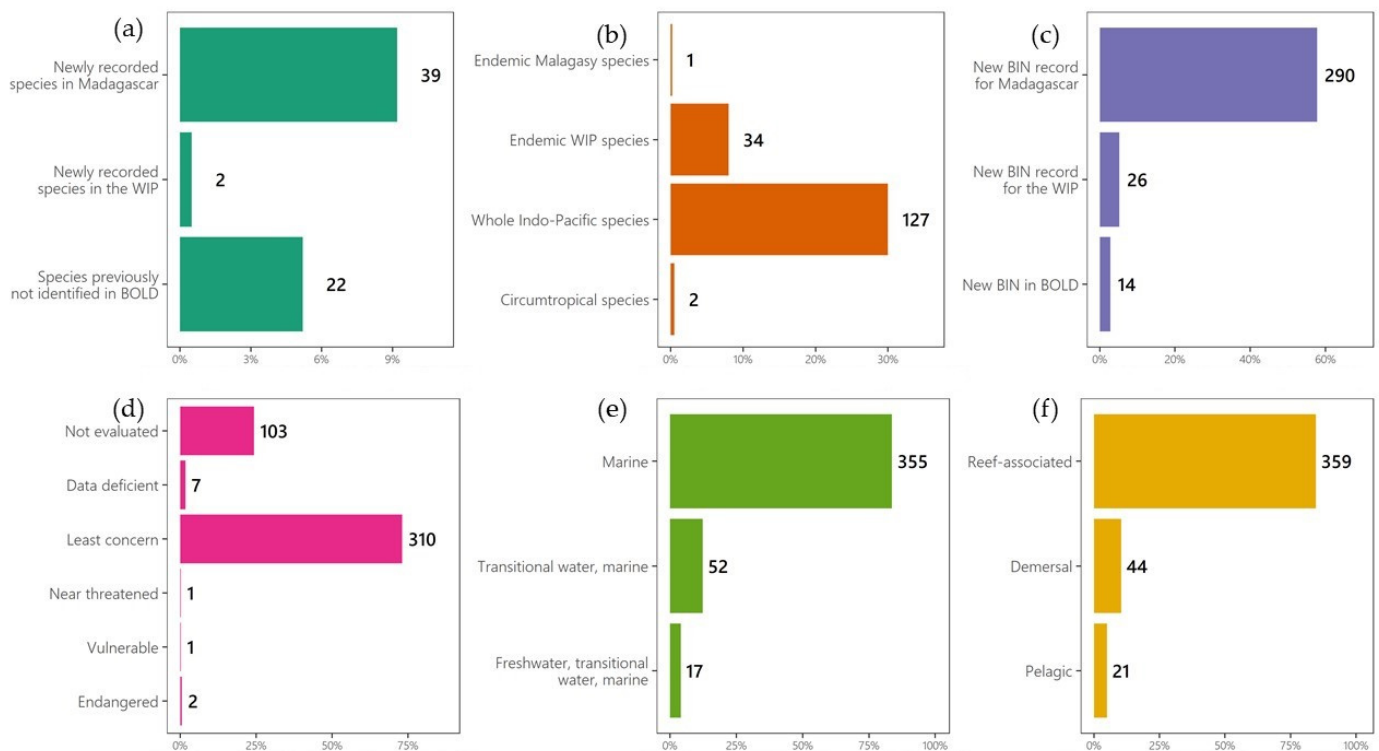 (a)
Newly recorded
species in Madagascar
39
Newly recorded
species in the WIP
2
Species previously
not identified in BOLD
22
0% 3% 6% 9%
(b)
Endemic Malagasy species
1
Endemic WIP species
34
Whole Indo-Pacific species
127
Circumtropical species
2
0% 10% 20% 30%
(c)
New BIN record
for Madagascar
290
New BIN record
for the WIP
26
New BIN in BOLD
14
0% 20% 40% 60%
(d)
Not evaluated
103
Data deficient
7
Least concern
310
Near threatened
1
Vulnerable
1
Endangered
2
0% 25% 50% 75%
(e)
Marine
355
Transitional water, marine
52
Freshwater, transitional
water, marine
17
0% 25% 50% 75% 100%
(f)
Reef-associated
359
Demersal
44
Pelagic
21
0% 25% 50% 75% 100%